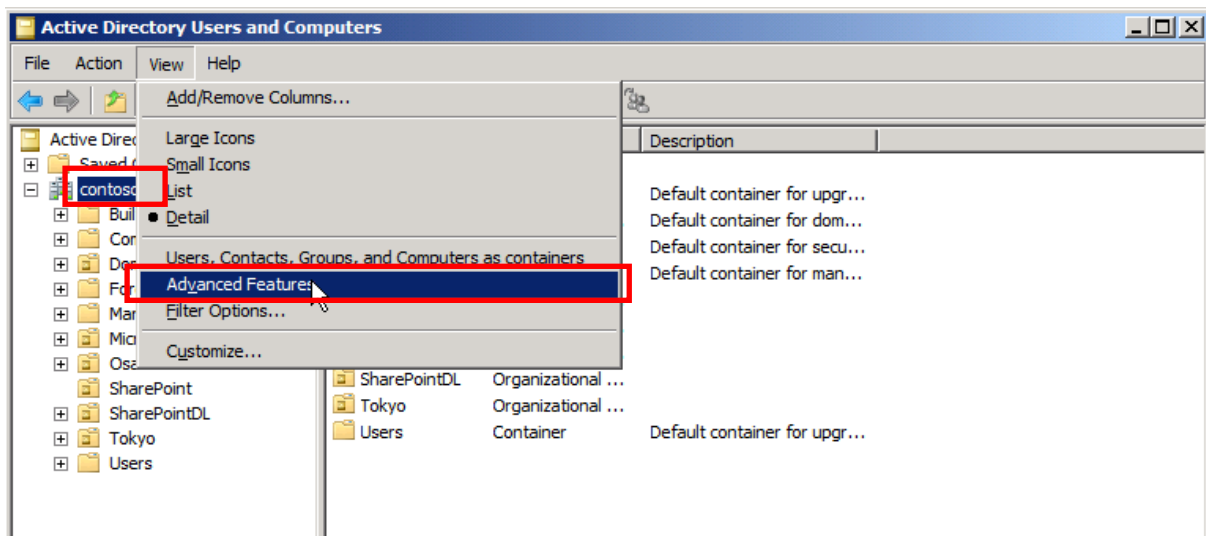 Active Directory Users and Computers
File Action View Help
Add/Remove Columns...
Large Icons
Small Icons
List
Detail
Users, Contacts, Groups, and Computers as containers
Advanced Features
Filter Options...
Customize...
Active Direc
Saved
contoso
Buil
Dor
For
Mar
Micr
Osa
SharePoint
SharePointDL
Tokyo
Users
Description
Default container for upgr...
Default container for dom...
Default container for secu...
Default container for man...
SharePointDL Organizational ...
Tokyo Organizational ...
Users Container Default container for upgr...